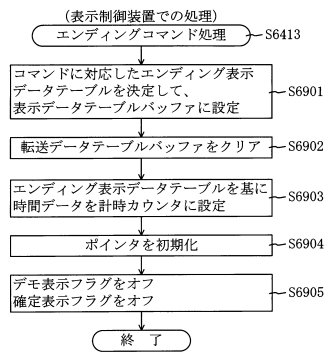 (表示制御装置での処理)
エンディングコマンド処理
S6413
コマンドに対応したエンディング表示
データテーブルを決定して、
表示データテーブルバッファに設定
S6901
転送データテーブルバッファをクリア
S6902
エンディング表示データテーブルを基に
時間データを計時カウンタに設定
S6903
ポインタを初期化
S6904
デモ表示フラグをオフ
確定表示フラグをオフ
S6905
終 了